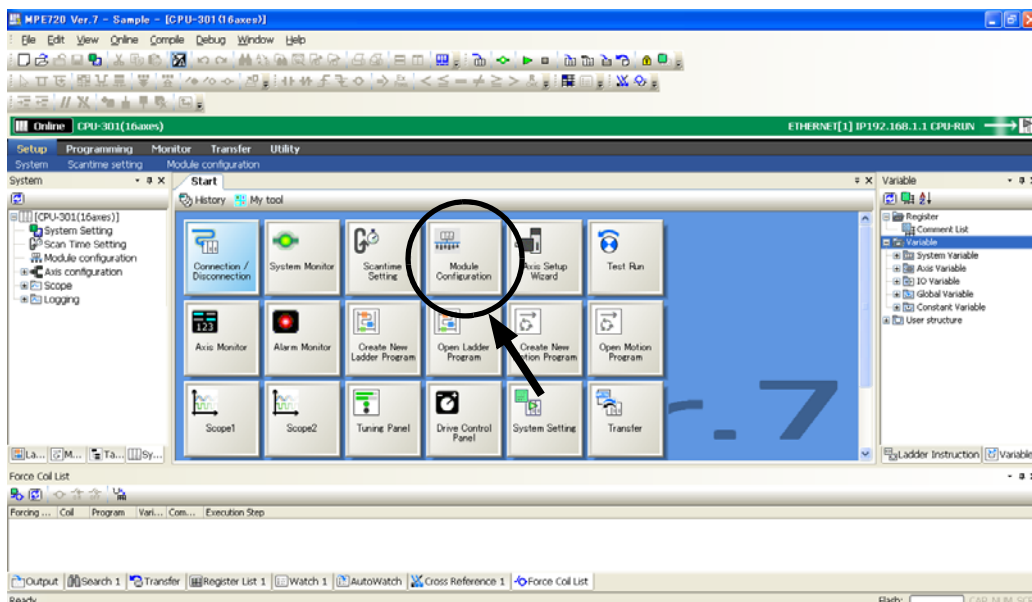 MPE720 Ver.7 - Sample - [CPU-301(16axes)]
File Edit View Online Compile Debug Window Help
Online CPU-301(16axes) ETHERNET[1] IP192.168.1.1 CPU-RUN
Setup Programming Monitor Transfer Utility
System Scantime setting Module configuration
System
Start
Variable
History My tool
[CPU-301(16axes)]
System Setting
Scan Time Setting
Module configuration
Axis configuration
Scope
Logging
Connection / Disconnection
System Monitor
Scantime Setting
Module Configuration
Axis Setup Wizard
Test Run
Axis Monitor
Alarm Monitor
Create New Ladder Program
Open Ladder Program
Create New Motion Program
Open Motion Program
Scope1
Scope2
Tuning Panel
Drive Control Panel
System Setting
Transfer
r.7
Register
Comment List
Variable
System Variable
Axis Variable
IO Variable
Global Variable
Constant Variable
User structure
La... M... Ta... Sy...
Ladder Instruction Variable
Force Coil List
Forcing ... Coil Program Vari... Com... Execution Step
Output Search 1 Transfer Register List 1 Watch 1 AutoWatch Cross Reference 1 Force Coil List
Ready Flash: CAP NUM